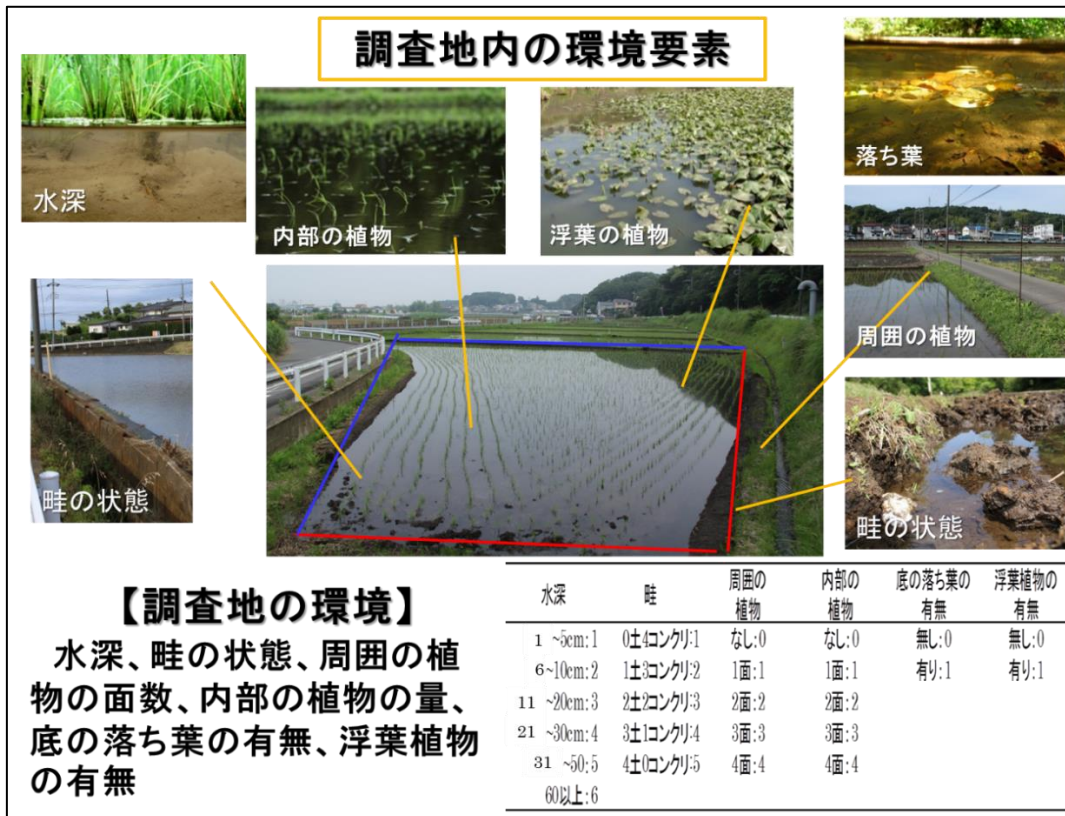 調査地内の環境要素
水深
内部の植物
浮葉の植物
落ち葉
周囲の植物
畦の状態
畦の状態
【調査地の環境】
水深、畦の状態、周囲の植
物の面数、内部の植物の量、
底の落ち葉の有無、浮葉植物
の有無
水深 畦 周囲の植物 内部の植物 底の落ち葉の有無 浮葉植物の有無
1 ~5cm:1 0土4コンクリ:1 なし:0 なし:0 無し:0 無し:0
6~10cm:2 1土3コンクリ:2 1面:1 1面:1 有り:1 有り:1
11 ~20cm:3 2土2コンクリ:3 2面:2 2面:2
21 ~30cm:4 3土1コンクリ:4 3面:3 3面:3
31 ~50:5 4土0コンクリ:5 4面:4 4面:4
60以上:6